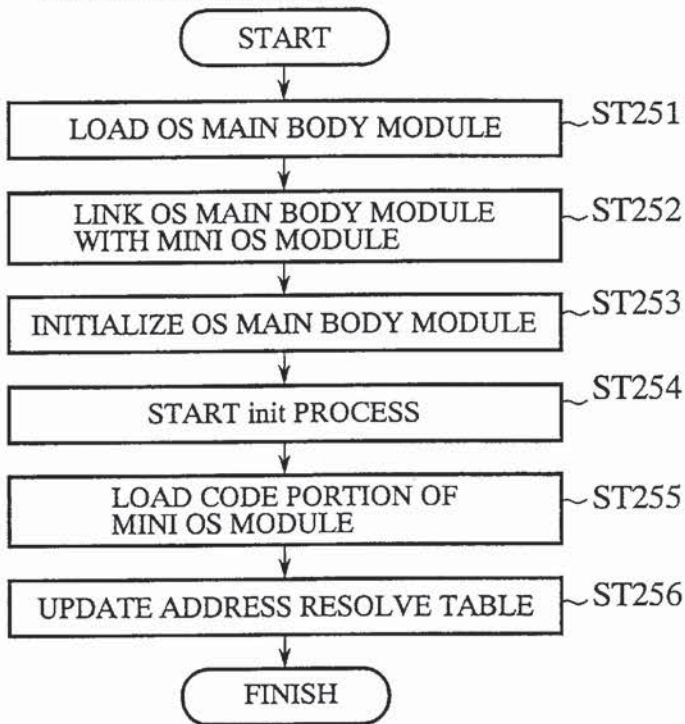 START
LOAD OS MAIN BODY MODULE
ST251
LINK OS MAIN BODY MODULE
WITH MINI OS MODULE
ST252
INITIALIZE OS MAIN BODY MODULE
ST253
START init PROCESS
ST254
LOAD CODE PORTION OF
MINI OS MODULE
ST255
UPDATE ADDRESS RESOLVE TABLE
ST256
FINISH